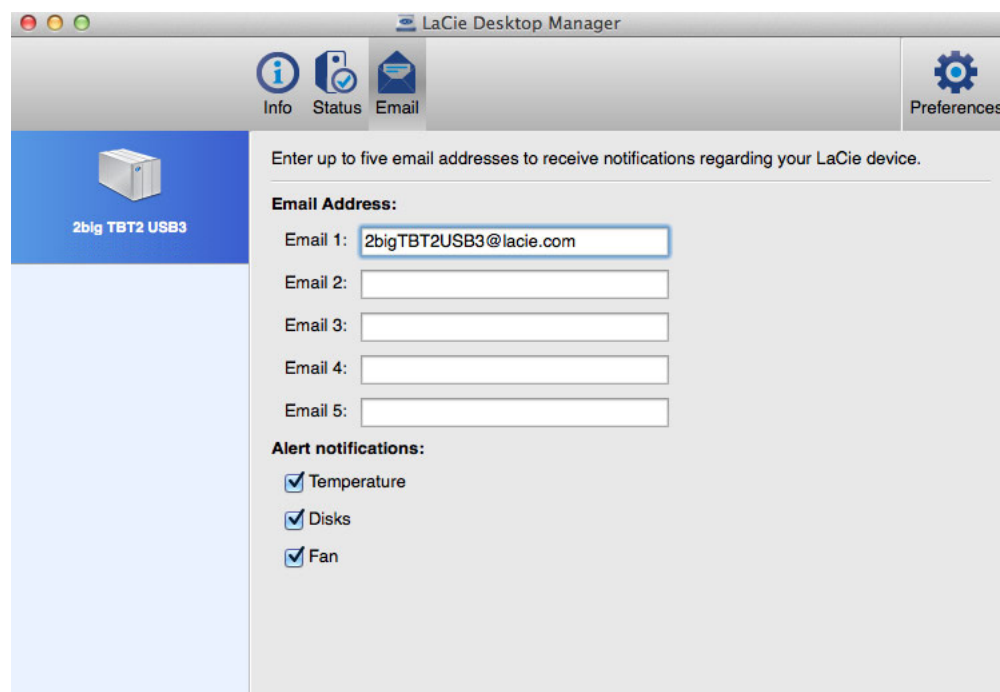 LaCie Desktop Manager
Info Status Email Preferences
2big TBT2 USB3
Enter up to five email addresses to receive notifications regarding your LaCie device.
Email Address:
Email 1: 2bigTBT2USB3@lacie.com
Email 2:
Email 3:
Email 4:
Email 5:
Alert notifications:
Temperature
Disks
Fan